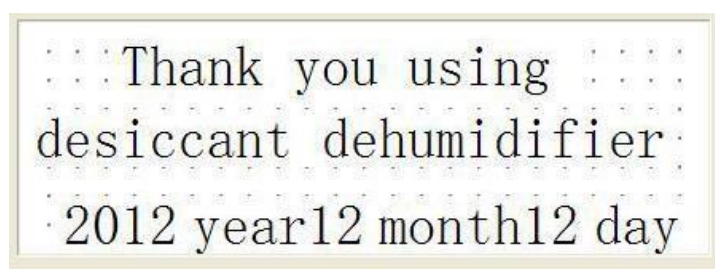 Thank you using
desiccant dehumidifier
2012 year12 month12 day